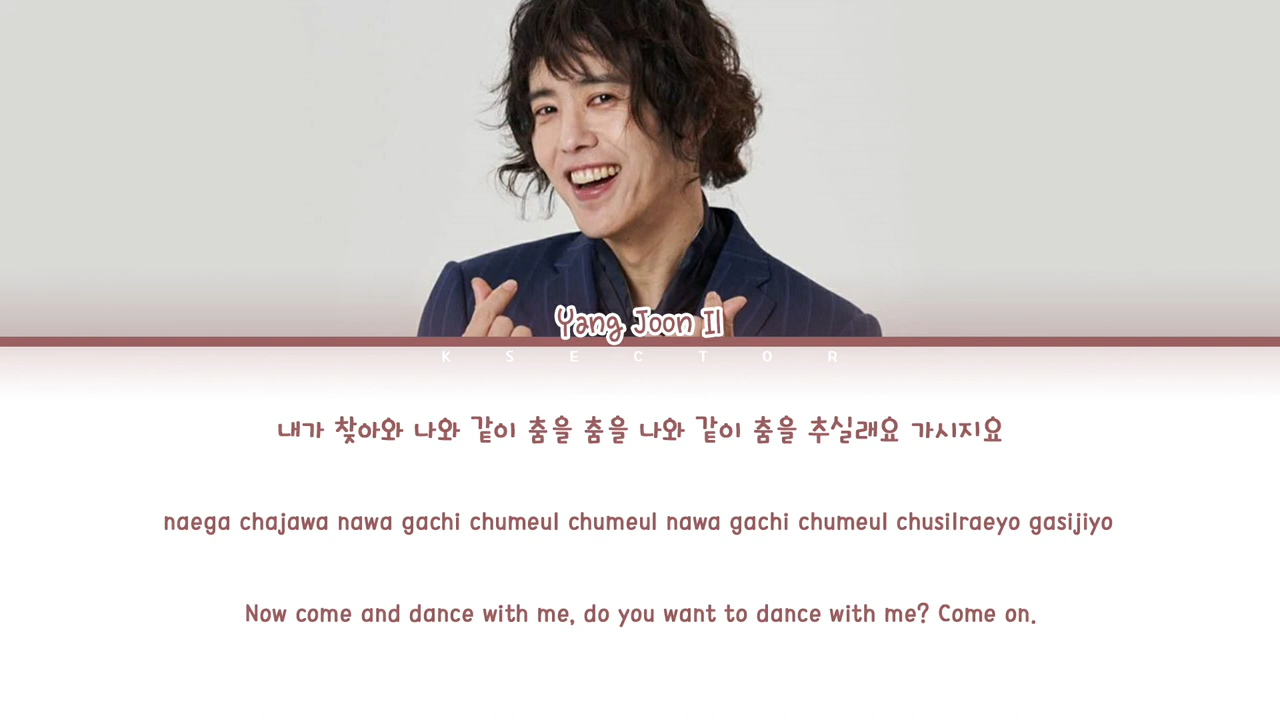 Yang Joon Il
K S E C T O R
내가 찾아와 나와 같이 춤을 춤을 나와 같이 춤을 추실래요 가시지요
naega chajawa nawa gachi chumeul chumeul nawa gachi chumeul chusilraeyo gasijiyo
Now come and dance with me, do you want to dance with me? Come on.